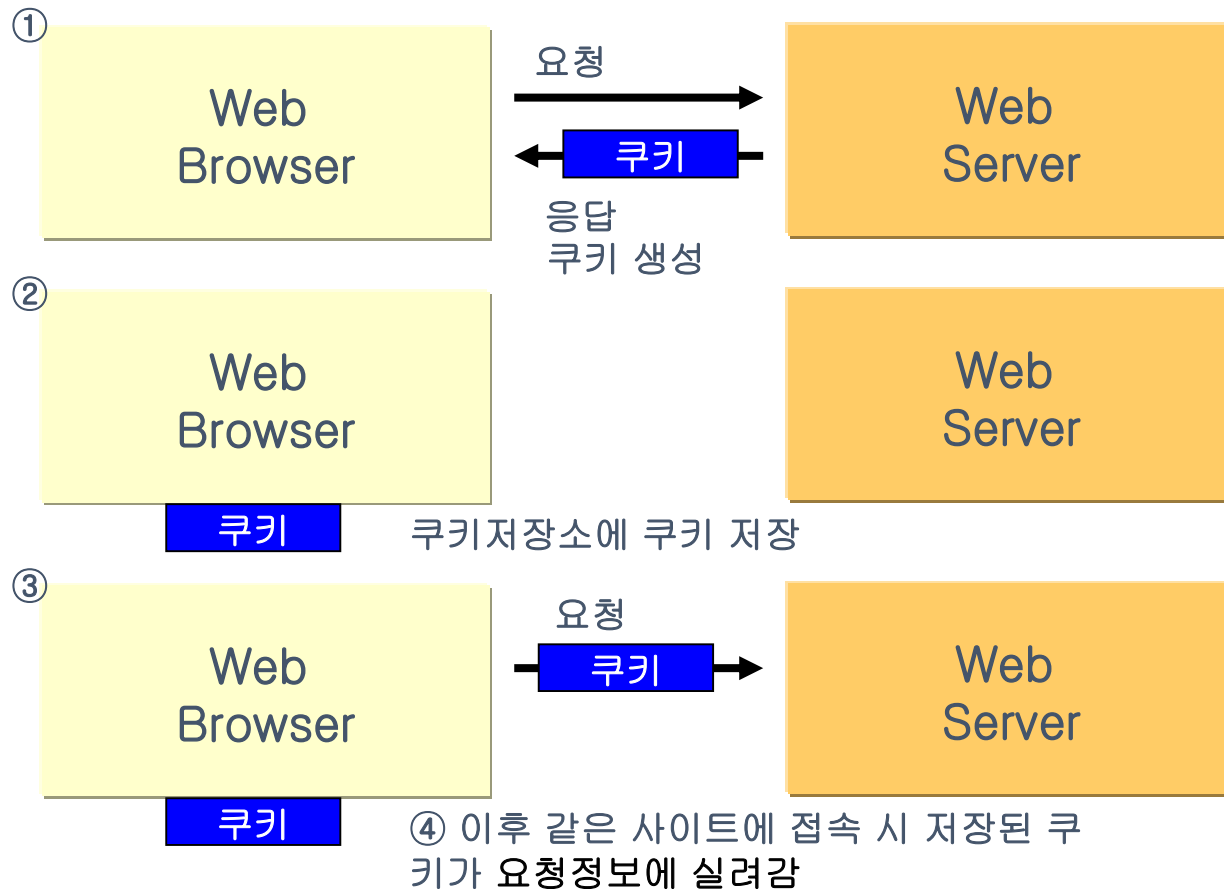 ①
Web
Browser
요청
쿠키
응답
쿠키 생성
Web
Server
②
Web
Browser
쿠키
쿠키저장소에 쿠키 저장
Web
Server
③
Web
Browser
쿠키
요청
쿠키
Web
Server
④ 이후 같은 사이트에 접속 시 저장된 쿠
키가 요청정보에 실려감